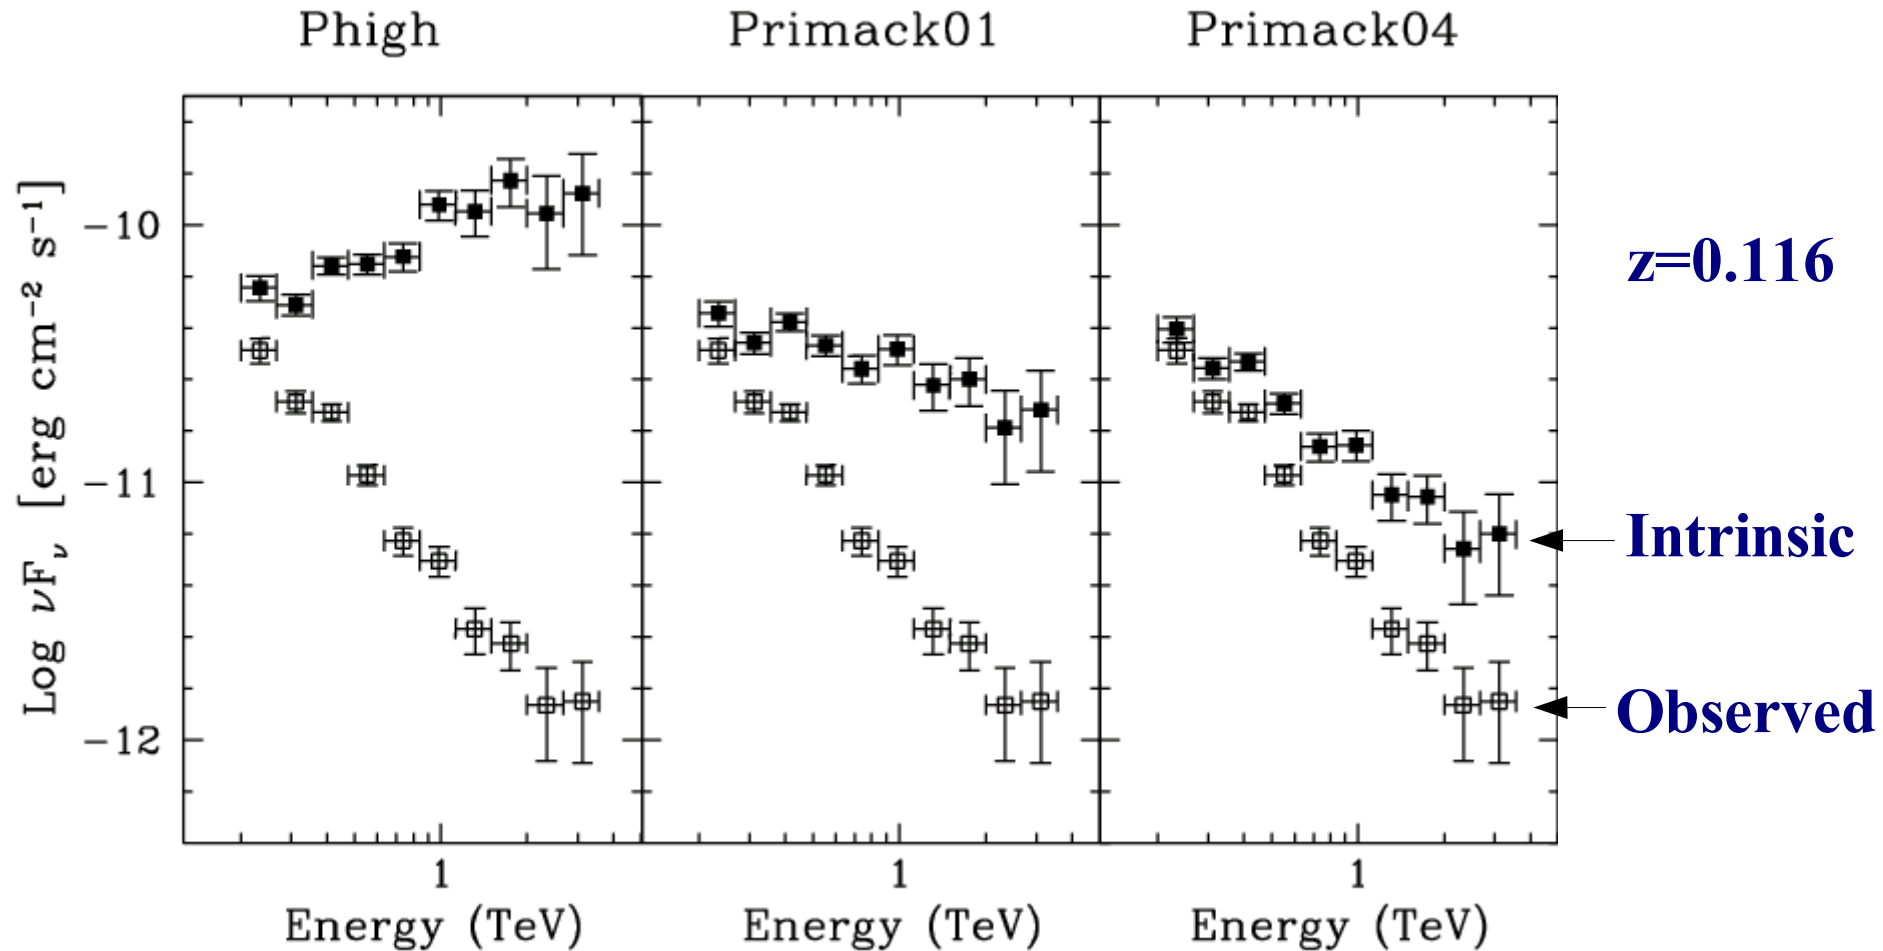 Phigh
Primack01
Primack04
Log νFν [erg cm⁻² s⁻¹]
−10
−11
−12
z=0.116
Intrinsic
Observed
1
1
1
Energy (TeV)
Energy (TeV)
Energy (TeV)